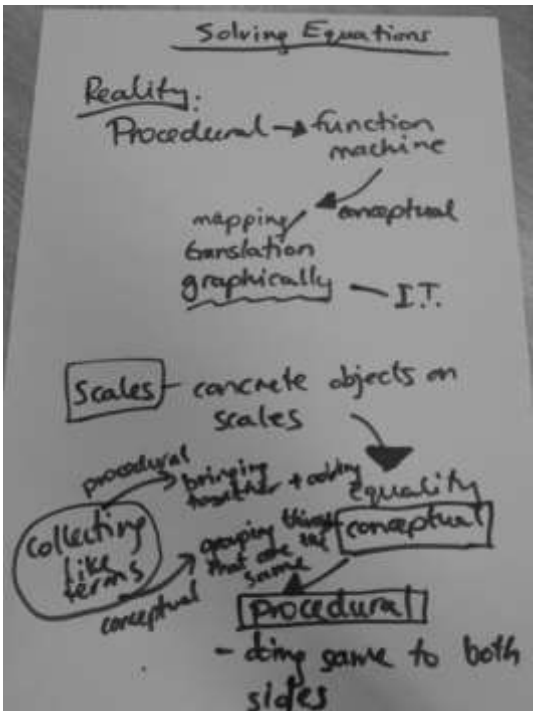 Solving Equations
Reality:
Procedural → function
machine
conceptual
mapping
translation
graphically — I.T.
Scales - concrete objects on
scales
equality
conceptual
procedural
bringing
together + adding
collecting
like
terms
conceptual
grouping things
that are the
same
procedural
- doing same to both
sides